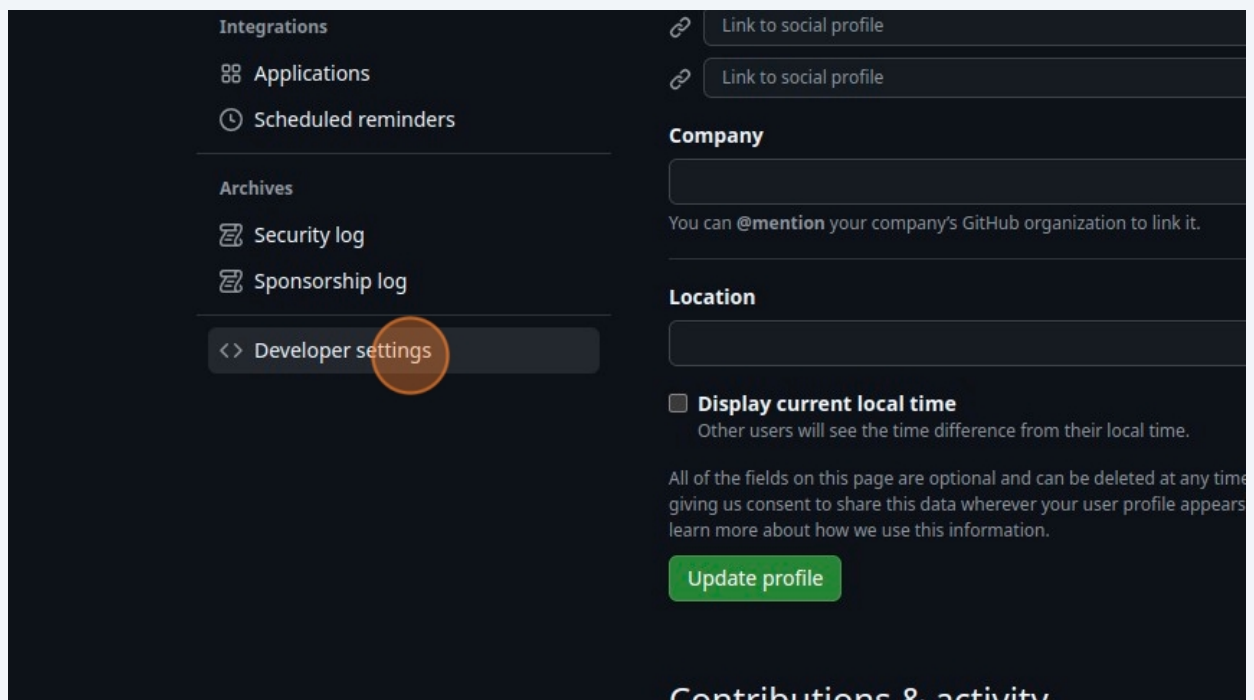 Integrations
Applications
Scheduled reminders
Archives
Security log
Sponsorship log
Developer settings
Link to social profile
Link to social profile
Company
You can @mention your company's GitHub organization to link it.
Location
Display current local time
Other users will see the time difference from their local time.
All of the fields on this page are optional and can be deleted at any time
giving us consent to share this data wherever your user profile appears
learn more about how we use this information.
Update profile
Contributions & activity